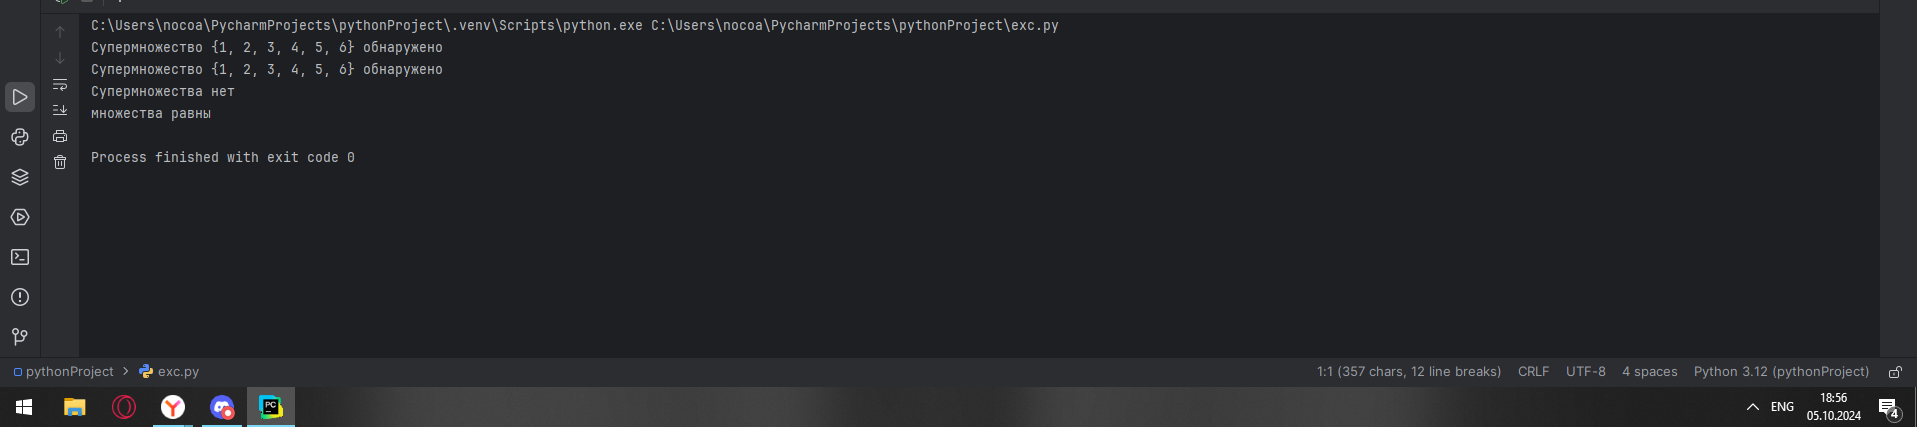 C:\Users\nocoa\PycharmProjects\pythonProject\.venv\Scripts\python.exe C:\Users\nocoa\PycharmProjects\pythonProject\exc.py
Супермножество {1, 2, 3, 4, 5, 6} обнаружено
Супермножество {1, 2, 3, 4, 5, 6} обнаружено
Супермножества нет
множества равны
Process finished with exit code 0
pythonProject > exc.py
1:1 (357 chars, 12 line breaks) CRLF UTF-8 4 spaces Python 3.12 (pythonProject)
PC
ENG
18:56
05.10.2024
4